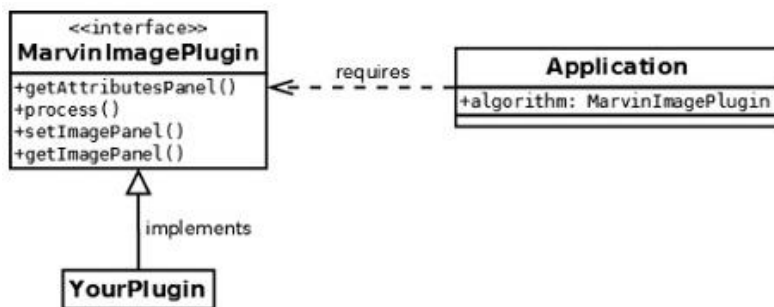 <<interface>>
MarvinImagePlugin
+getAttributesPanel()
+process()
+setImagePanel()
+getImagePanel()
requires
Application
+algorithm: MarvinImagePlugin
implements
YourPlugin